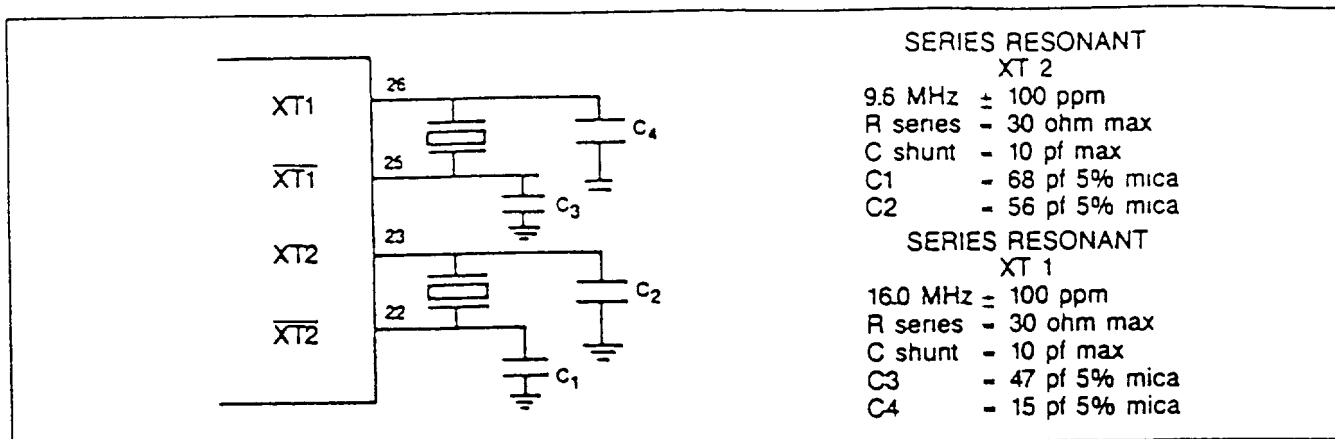 XT1
26
C4
X̅T̅1̅
25
C3
XT2
23
C2
X̅T̅2̅
22
C1
SERIES RESONANT
XT 2
9.6 MHz ± 100 ppm
R series - 30 ohm max
C shunt - 10 pf max
C1 - 68 pf 5% mica
C2 - 56 pf 5% mica
SERIES RESONANT
XT 1
16.0 MHz ± 100 ppm
R series - 30 ohm max
C shunt - 10 pf max
C3 - 47 pf 5% mica
C4 - 15 pf 5% mica